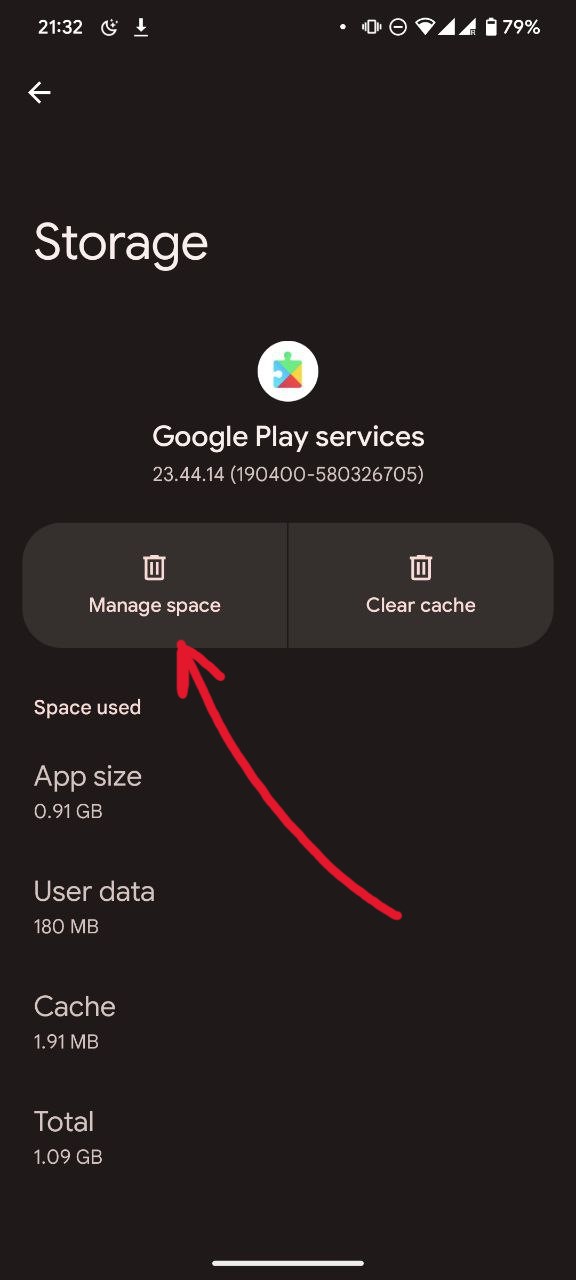 21:32
79%
Storage
Google Play services
23.44.14 (190400-580326705)
Manage space
Clear cache
Space used
App size
0.91 GB
User data
180 MB
Cache
1.91 MB
Total
1.09 GB